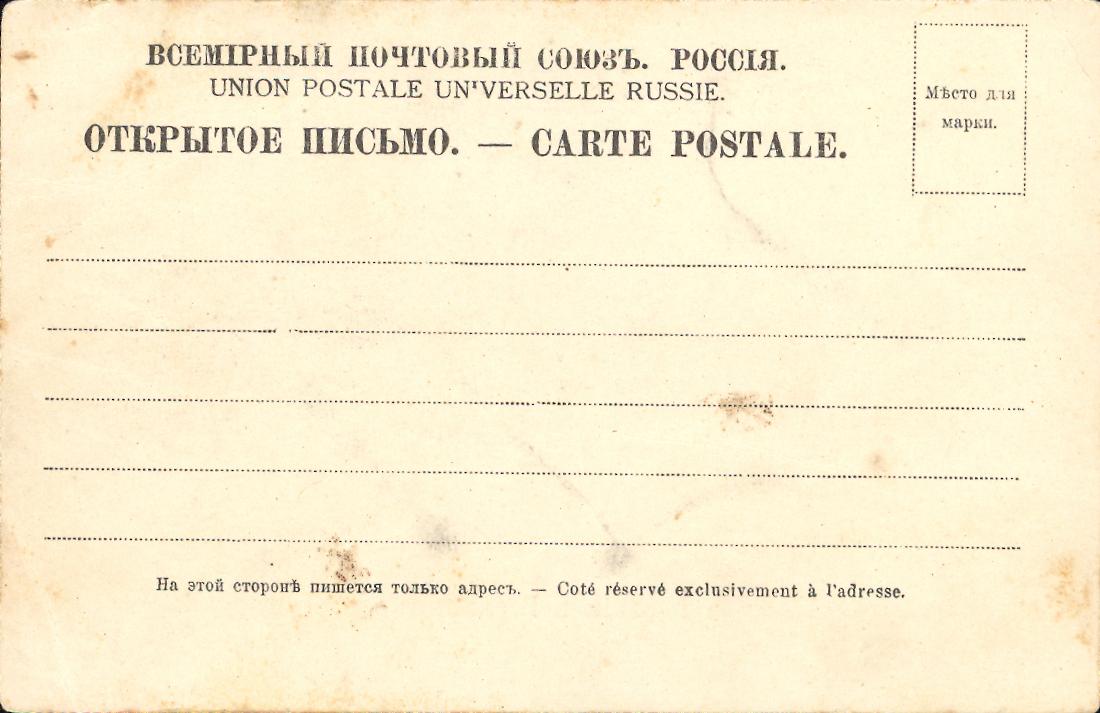 ВСЕМІРНЫЙ ПОЧТОВЫЙ СОЮЗЪ. РОССІЯ.
UNION POSTALE UN'VERSELLE RUSSIE.
ОТКРЫТОЕ ПИСЬМО. — CARTE POSTALE.
Мѣсто для
марки.
На этой сторонѣ пишется только адресъ. — Coté réservé exclusivement à l'adresse.